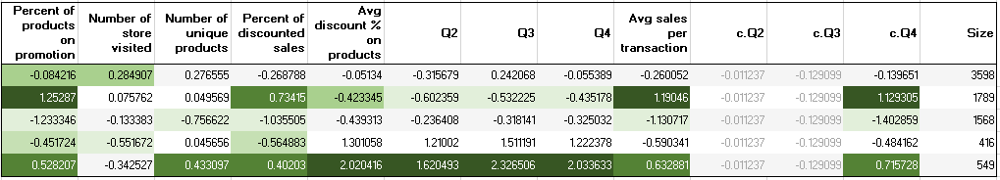 Percent of products on promotion Number of store visited Number of unique products Percent of discounted sales Avg discount % on products Q2 Q3 Q4 Avg sales per transaction c.Q2 c.Q3 c.Q4 Size
-0.084216 0.284907 0.276555 -0.268788 -0.05134 -0.315679 0.242068 -0.055389 -0.260052 -0.011237 -0.129099 -0.139651 3598
1.25287 0.075762 0.049569 0.73415 -0.423345 -0.602359 -0.532225 -0.435178 1.19046 -0.011237 -0.129099 1.129305 1789
-1.233346 -0.133383 -0.756622 -1.035505 -0.439313 -0.236408 -0.318141 -0.325032 -1.130717 -0.011237 -0.129099 -1.402859 1568
-0.451724 -0.551672 0.045656 -0.564883 1.301058 1.21002 1.511191 1.222378 -0.590341 -0.011237 -0.129099 -0.484162 416
0.528207 -0.342527 0.433097 0.40203 2.020416 1.620493 2.326506 2.033633 0.632881 -0.011237 -0.129099 0.715728 549